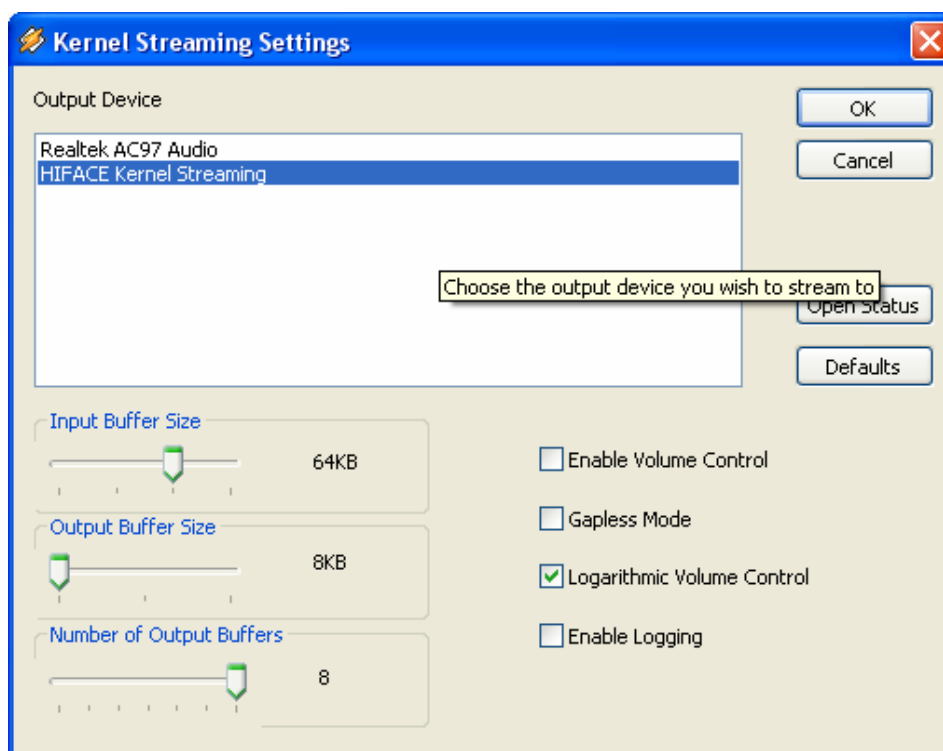 Kernel Streaming Settings
Output Device
OK
Realtek AC97 Audio
HIFACE Kernel Streaming
Cancel
Choose the output device you wish to stream to
Open Status
Defaults
Input Buffer Size
64KB
Enable Volume Control
Gapless Mode
Output Buffer Size
8KB
Logarithmic Volume Control
Number of Output Buffers
Enable Logging
8